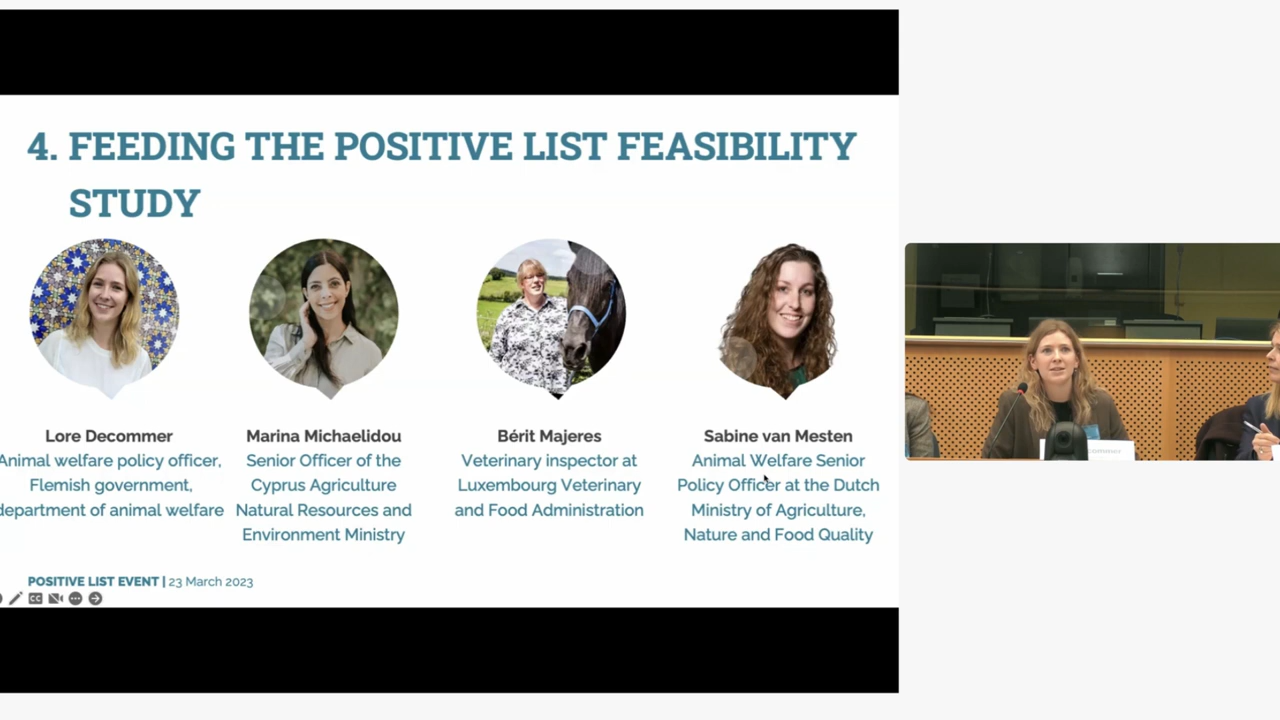 4. FEEDING THE POSITIVE LIST FEASIBILITY
STUDY
Lore Decommer
Animal welfare policy officer,
Flemish government,
department of animal welfare
Marina Michaelidou
Senior Officer of the
Cyprus Agriculture
Natural Resources and
Environment Ministry
Bérit Majeres
Veterinary inspector at
Luxembourg Veterinary
and Food Administration
Sabine van Mesten
Animal Welfare Senior
Policy Officer at the Dutch
Ministry of Agriculture,
Nature and Food Quality
POSITIVE LIST EVENT | 23 March 2023
CC